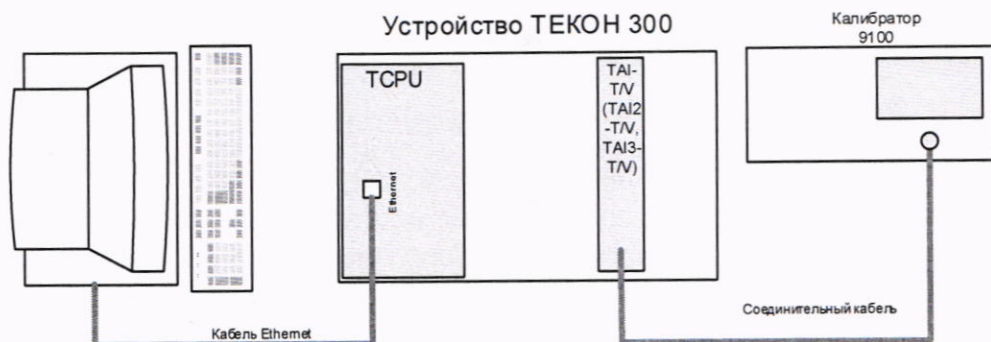 Устройство ТЕКОН 300
Калибратор
9100
TCPU
TAI-
T/V
(TAI2
-T/V,
TAI3-
T/V)
Ethernet
Соединительный кабель
Кабель Ethernet